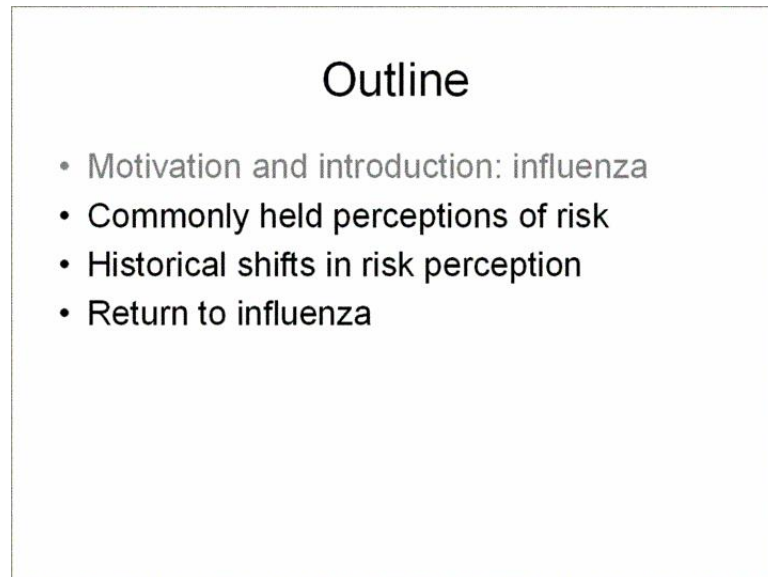 Outline
• Motivation and introduction: influenza
• Commonly held perceptions of risk
• Historical shifts in risk perception
• Return to influenza